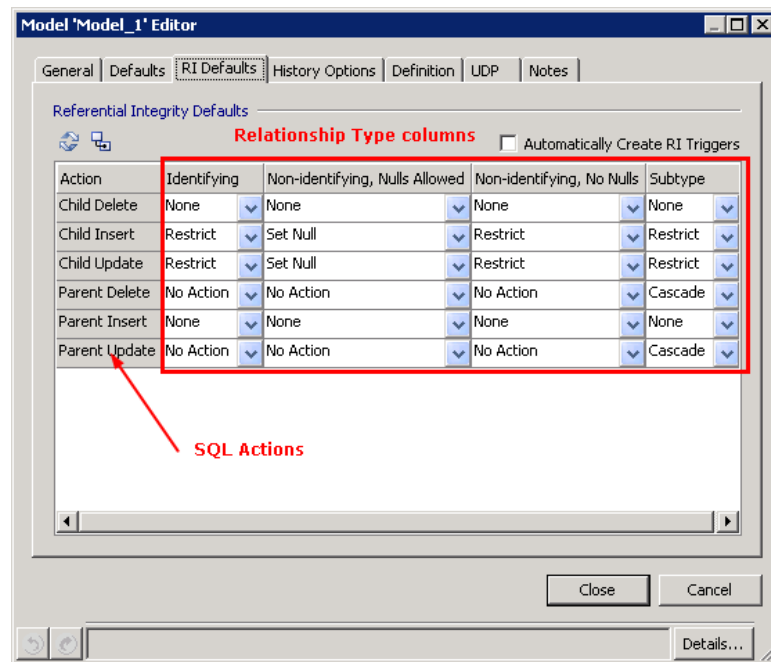 Model 'Model_1' Editor
General Defaults RI Defaults History Options Definition UDP Notes
Referential Integrity Defaults
Relationship Type columns
Automatically Create RI Triggers
Action Identifying Non-identifying, Nulls Allowed Non-identifying, No Nulls Subtype
Child Delete None None None None
Child Insert Restrict Set Null Restrict Restrict
Child Update Restrict Set Null Restrict Restrict
Parent Delete No Action No Action No Action Cascade
Parent Insert None None None None
Parent Update No Action No Action No Action Cascade
SQL Actions
Close Cancel
Details...